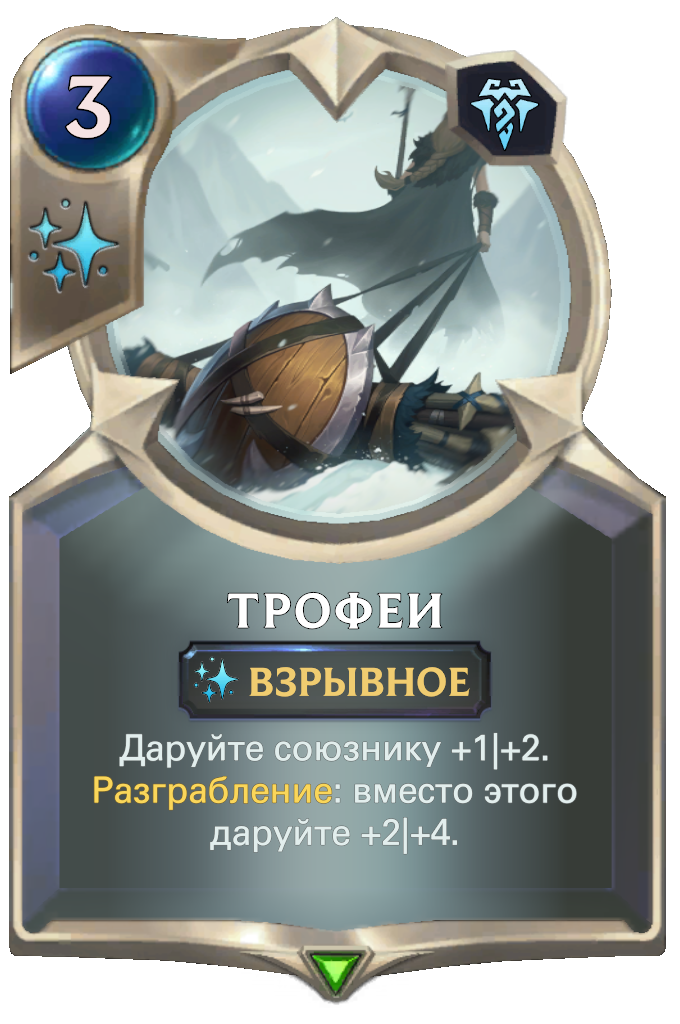 3
ТРОФЕИ
ВЗРЫВНОЕ
Даруйте союзнику +1|+2.
Разграбление: вместо этого
даруйте +2|+4.